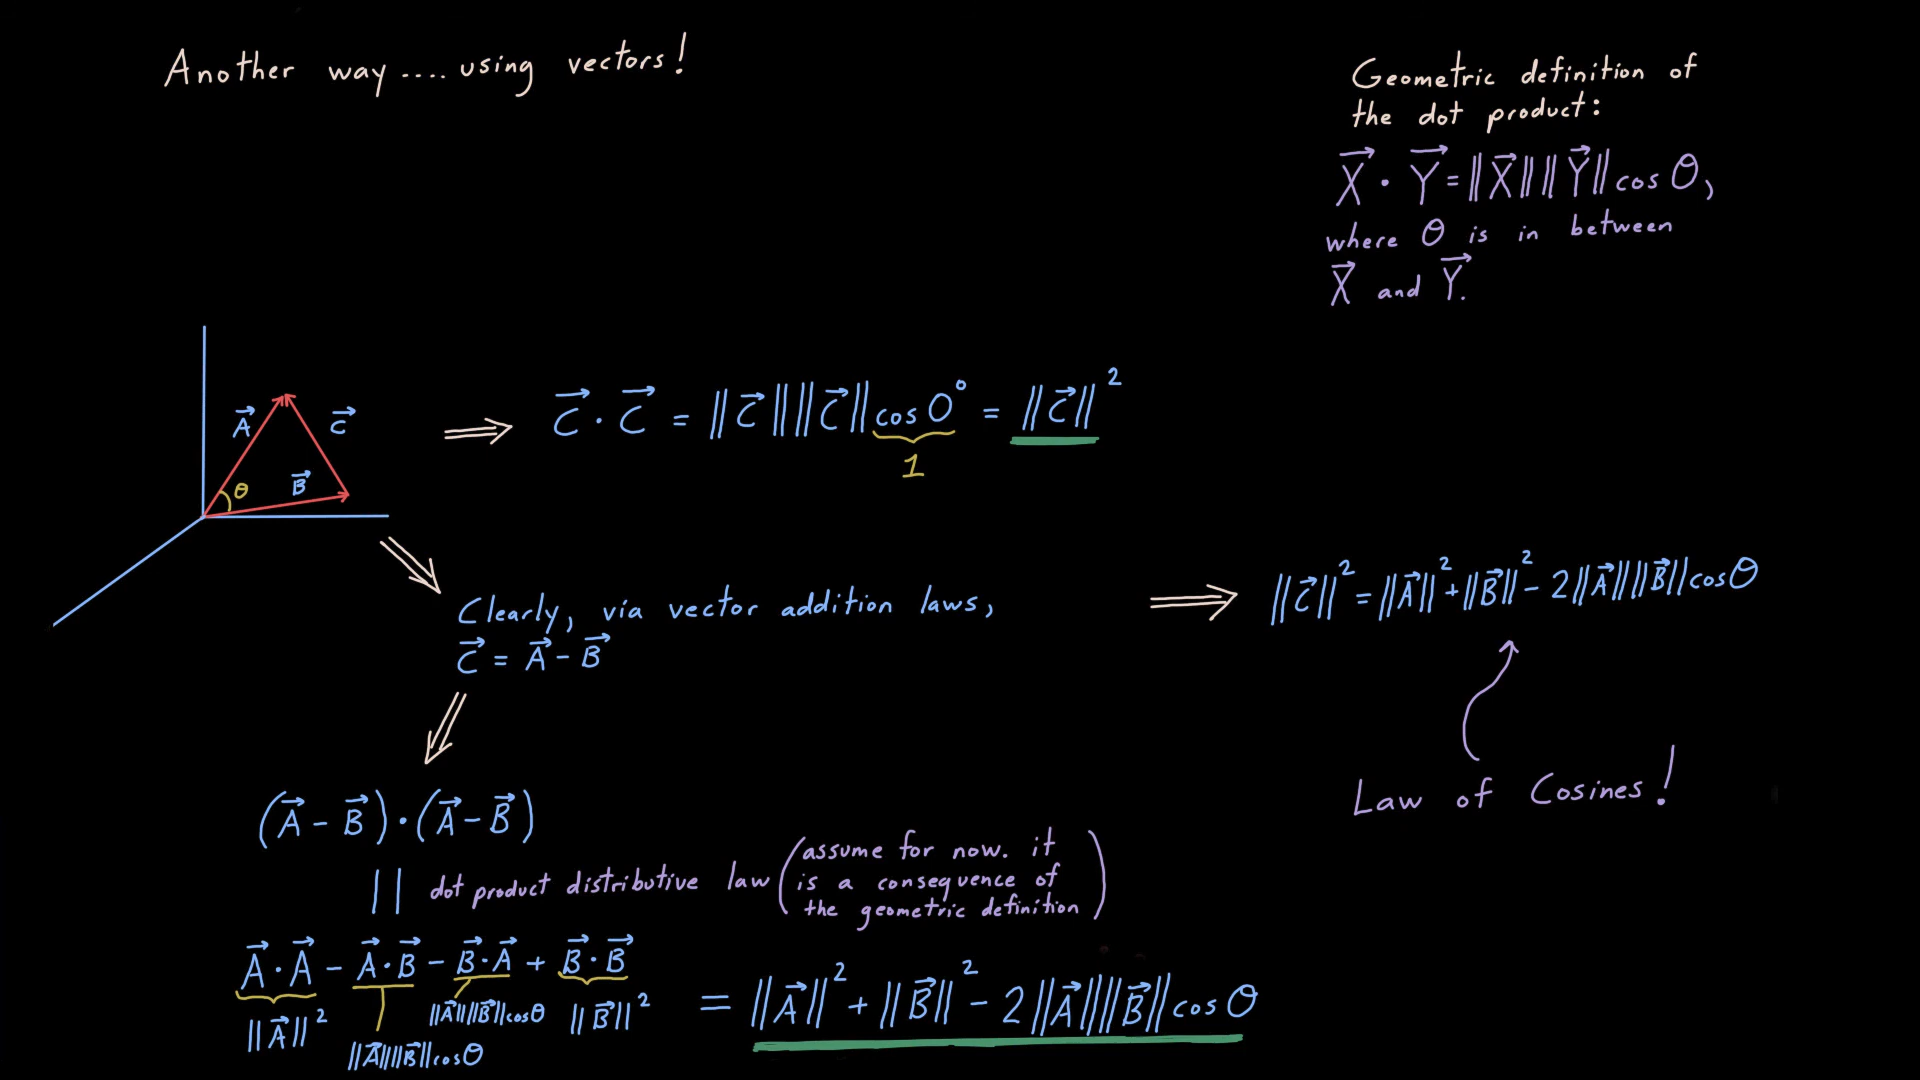 Another way.... using vectors!
Geometric definition of
the dot product:
X⃗ · Y⃗ = ||X⃗|| ||Y⃗|| cos θ,
where θ is in between
X⃗ and Y⃗.
A⃗
C⃗
θ
B⃗
⟹ C⃗ · C⃗ = ||C⃗|| ||C⃗|| cos 0° = ||C⃗||²
1
Clearly, via vector addition laws,
C⃗ = A⃗ - B⃗
⟹ ||C⃗||² = ||A⃗||² + ||B⃗||² - 2||A⃗|| ||B⃗|| cos θ
Law of Cosines!
(A⃗ - B⃗) · (A⃗ - B⃗)
|| dot product distributive law (assume for now. it
is a consequence of
the geometric definition)
A⃗ · A⃗ - A⃗ · B⃗ - B⃗ · A⃗ + B⃗ · B⃗
||A⃗||²
||A⃗|| ||B⃗|| cos θ
||A⃗|| ||B⃗|| cos θ
||B⃗||²
= ||A⃗||² + ||B⃗||² - 2||A⃗|| ||B⃗|| cos θ